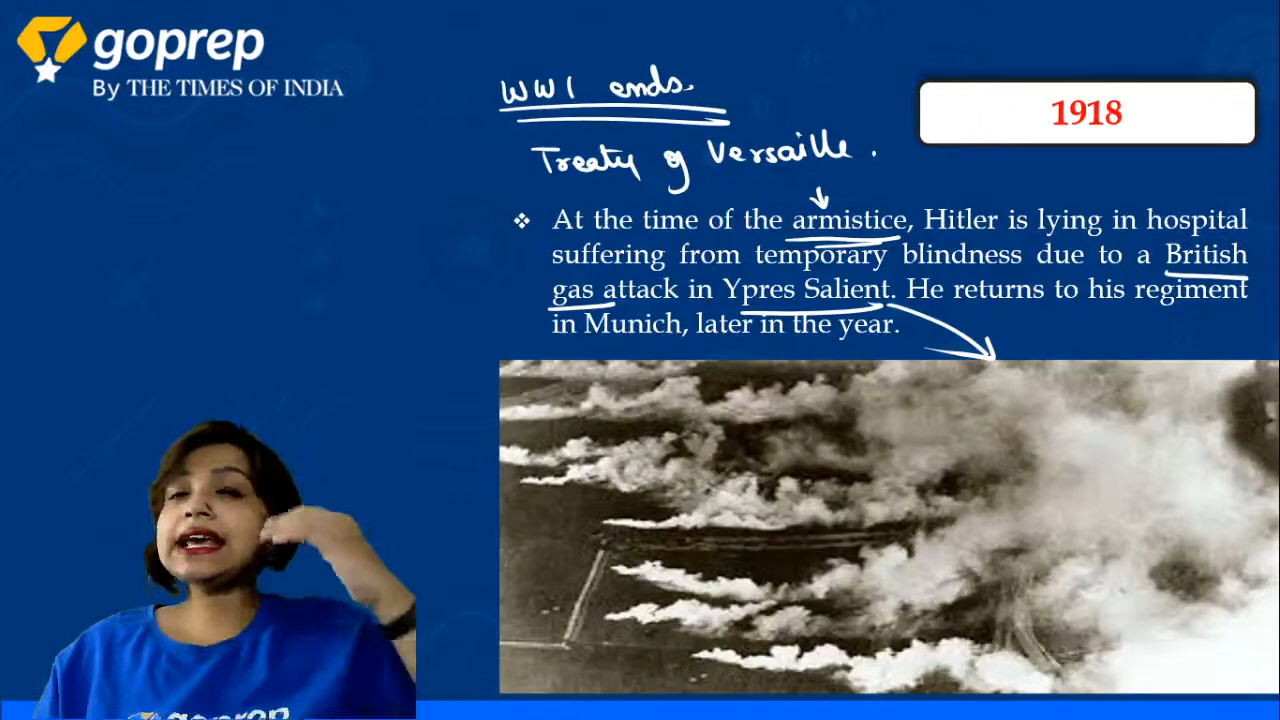 goprep
By THE TIMES OF INDIA
WW1 ends.
Treaty of Versaille.
1918
❖ At the time of the armistice, Hitler is lying in hospital
suffering from temporary blindness due to a British
gas attack in Ypres Salient. He returns to his regiment
in Munich, later in the year.
goprep